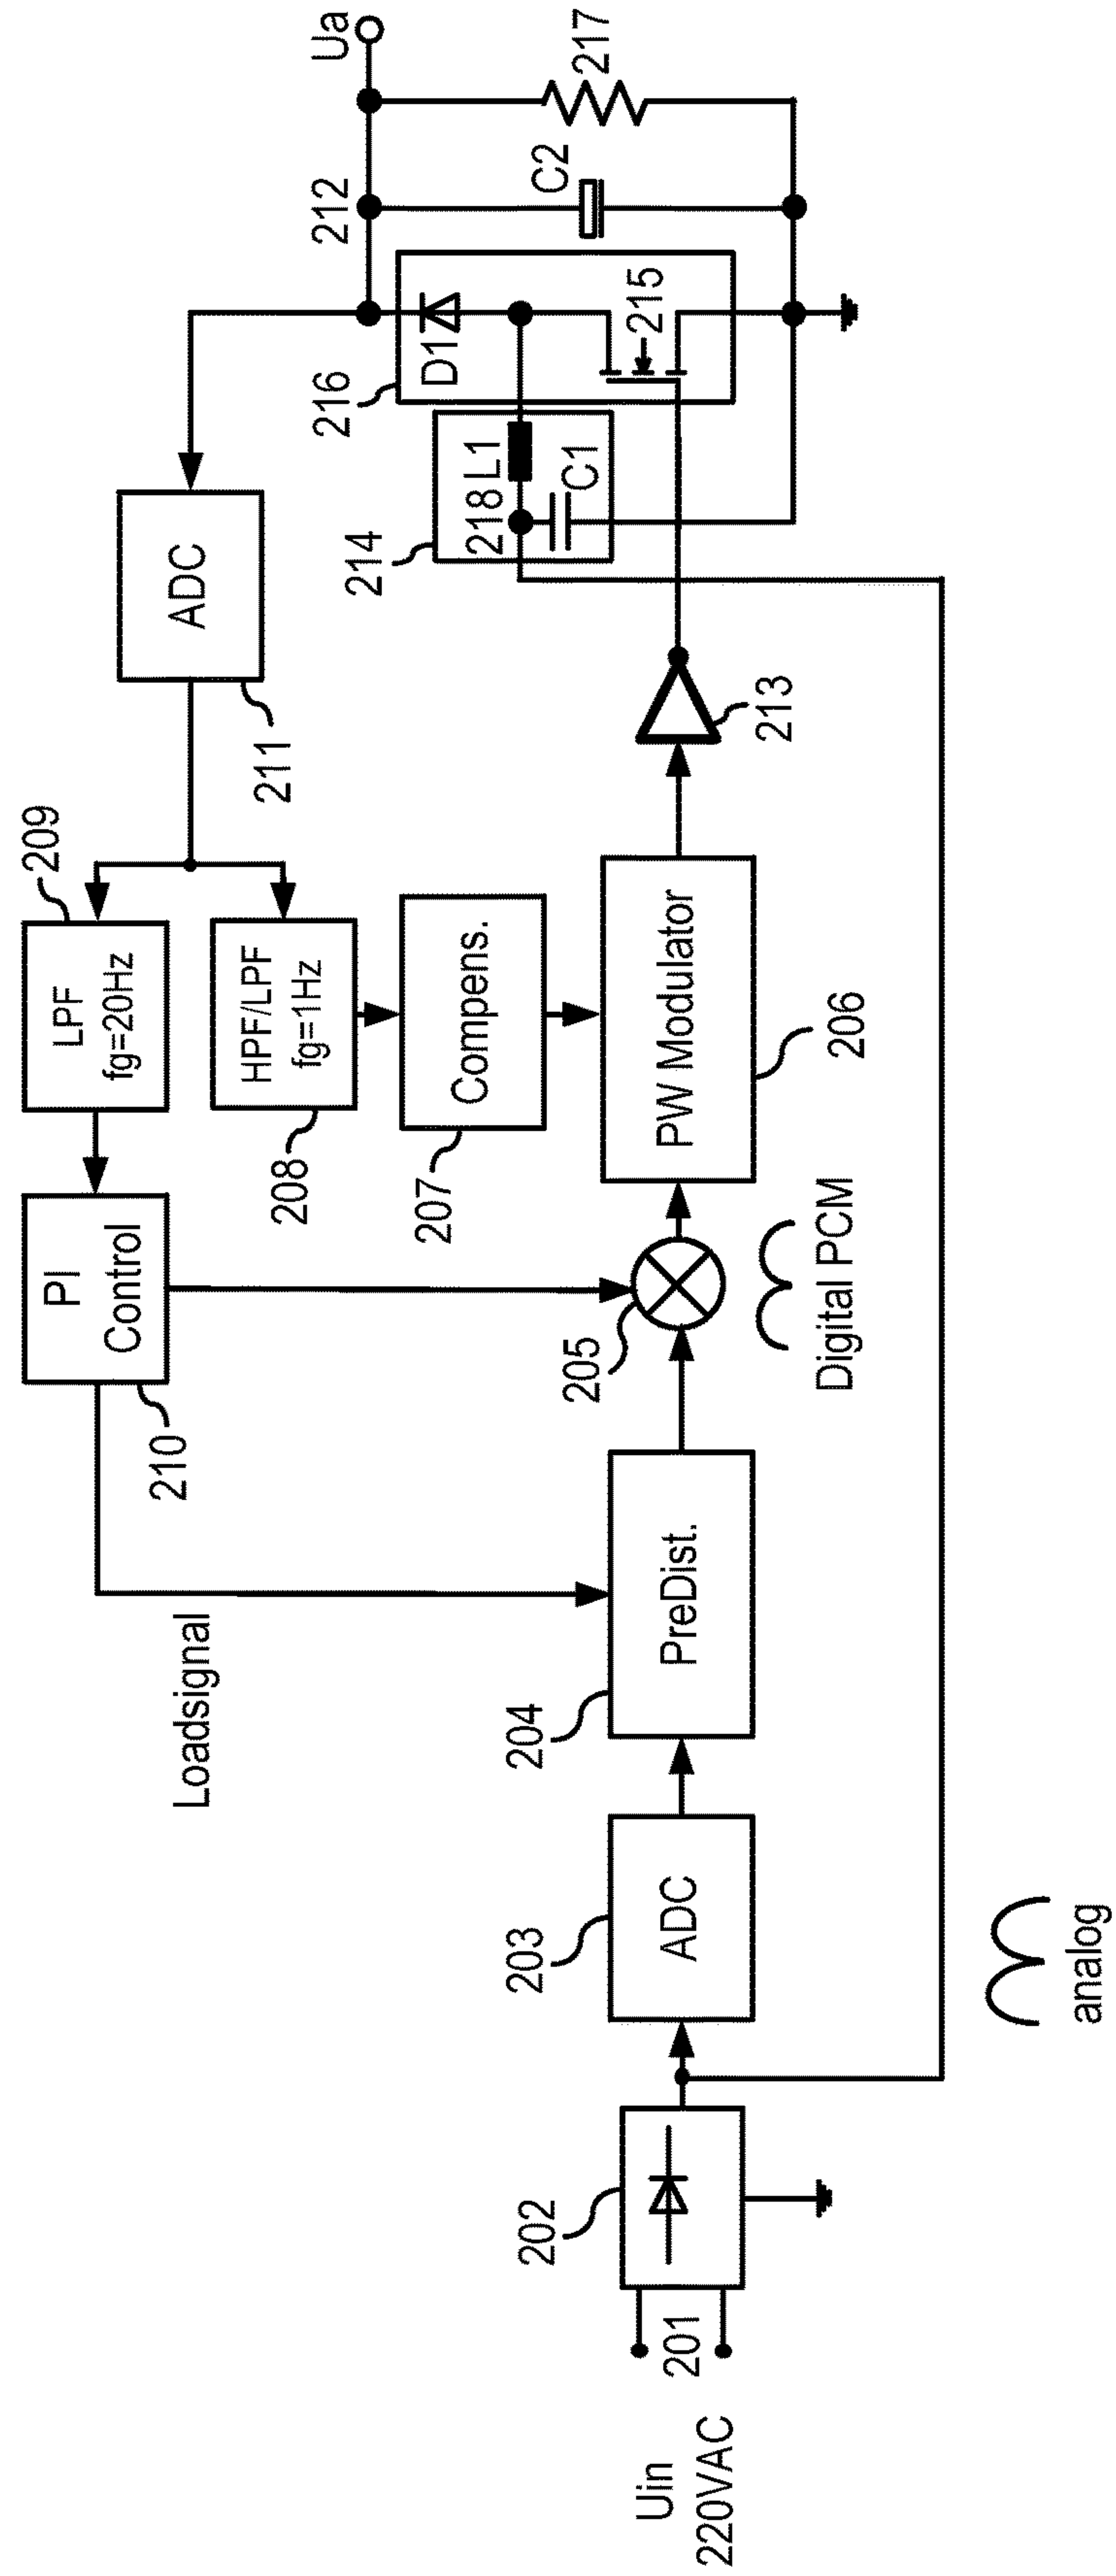 Uin
220VAC
201
202
203
ADC
analog
204
PreDist.
Loadsignal
210
PI
Control
205
Digital PCM
209
LPF
fg=20Hz
208
HPF/LPF
fg=1Hz
207
Compens.
206
PW Modulator
211
ADC
213
214
218
L1
C1
216
D1
215
212
C2
217
Ua